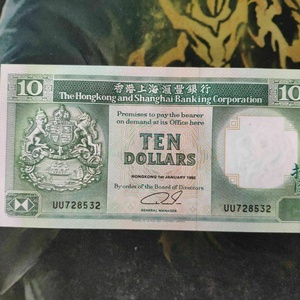 10 香港上海滙豐銀行 10
The Hongkong and Shanghai Banking Corporation
Promises to pay the bearer
on demand at its Office here
TEN
DOLLARS
HONGKONG 1st JANUARY
By order of the Board of Directors
UU728532 UU728532
GENERAL MANAGER